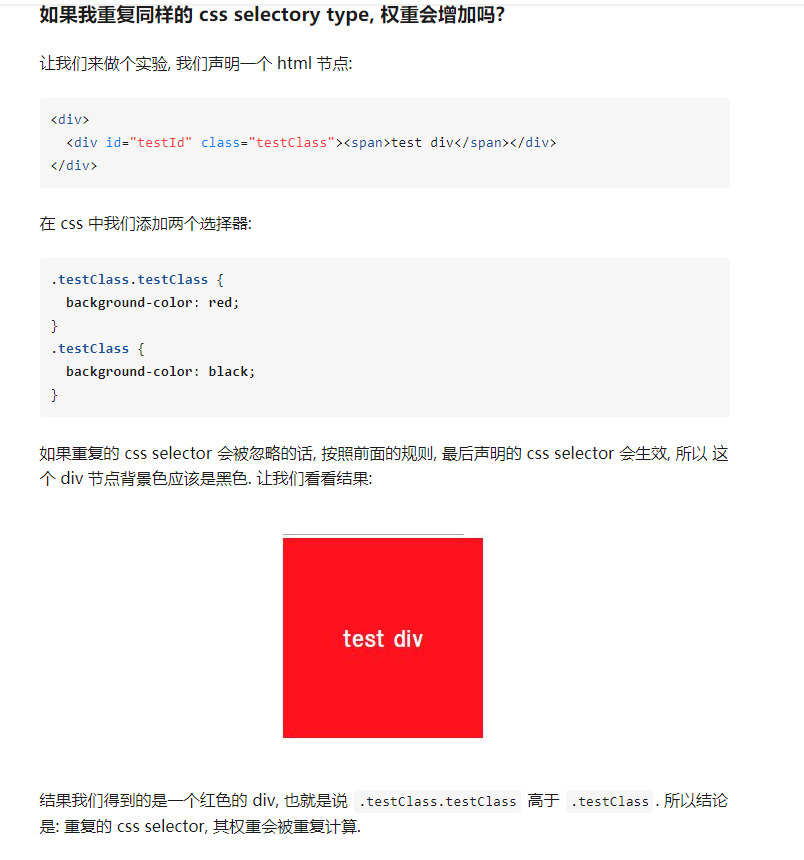 如果我重复同样的 css selectory type, 权重会增加吗?
让我们来做个实验, 我们声明一个 html 节点:
<div>
  <div id="testId" class="testClass"><span>test div</span></div>
</div>
在 css 中我们添加两个选择器:
.testClass.testClass {
  background-color: red;
}
.testClass {
  background-color: black;
}
如果重复的 css selector 会被忽略的话, 按照前面的规则, 最后声明的 css selector 会生效, 所以 这
个 div 节点背景色应该是黑色. 让我们看看结果:
test div
结果我们得到的是一个红色的 div, 也就是说 .testClass.testClass 高于 .testClass . 所以结论
是: 重复的 css selector, 其权重会被重复计算.